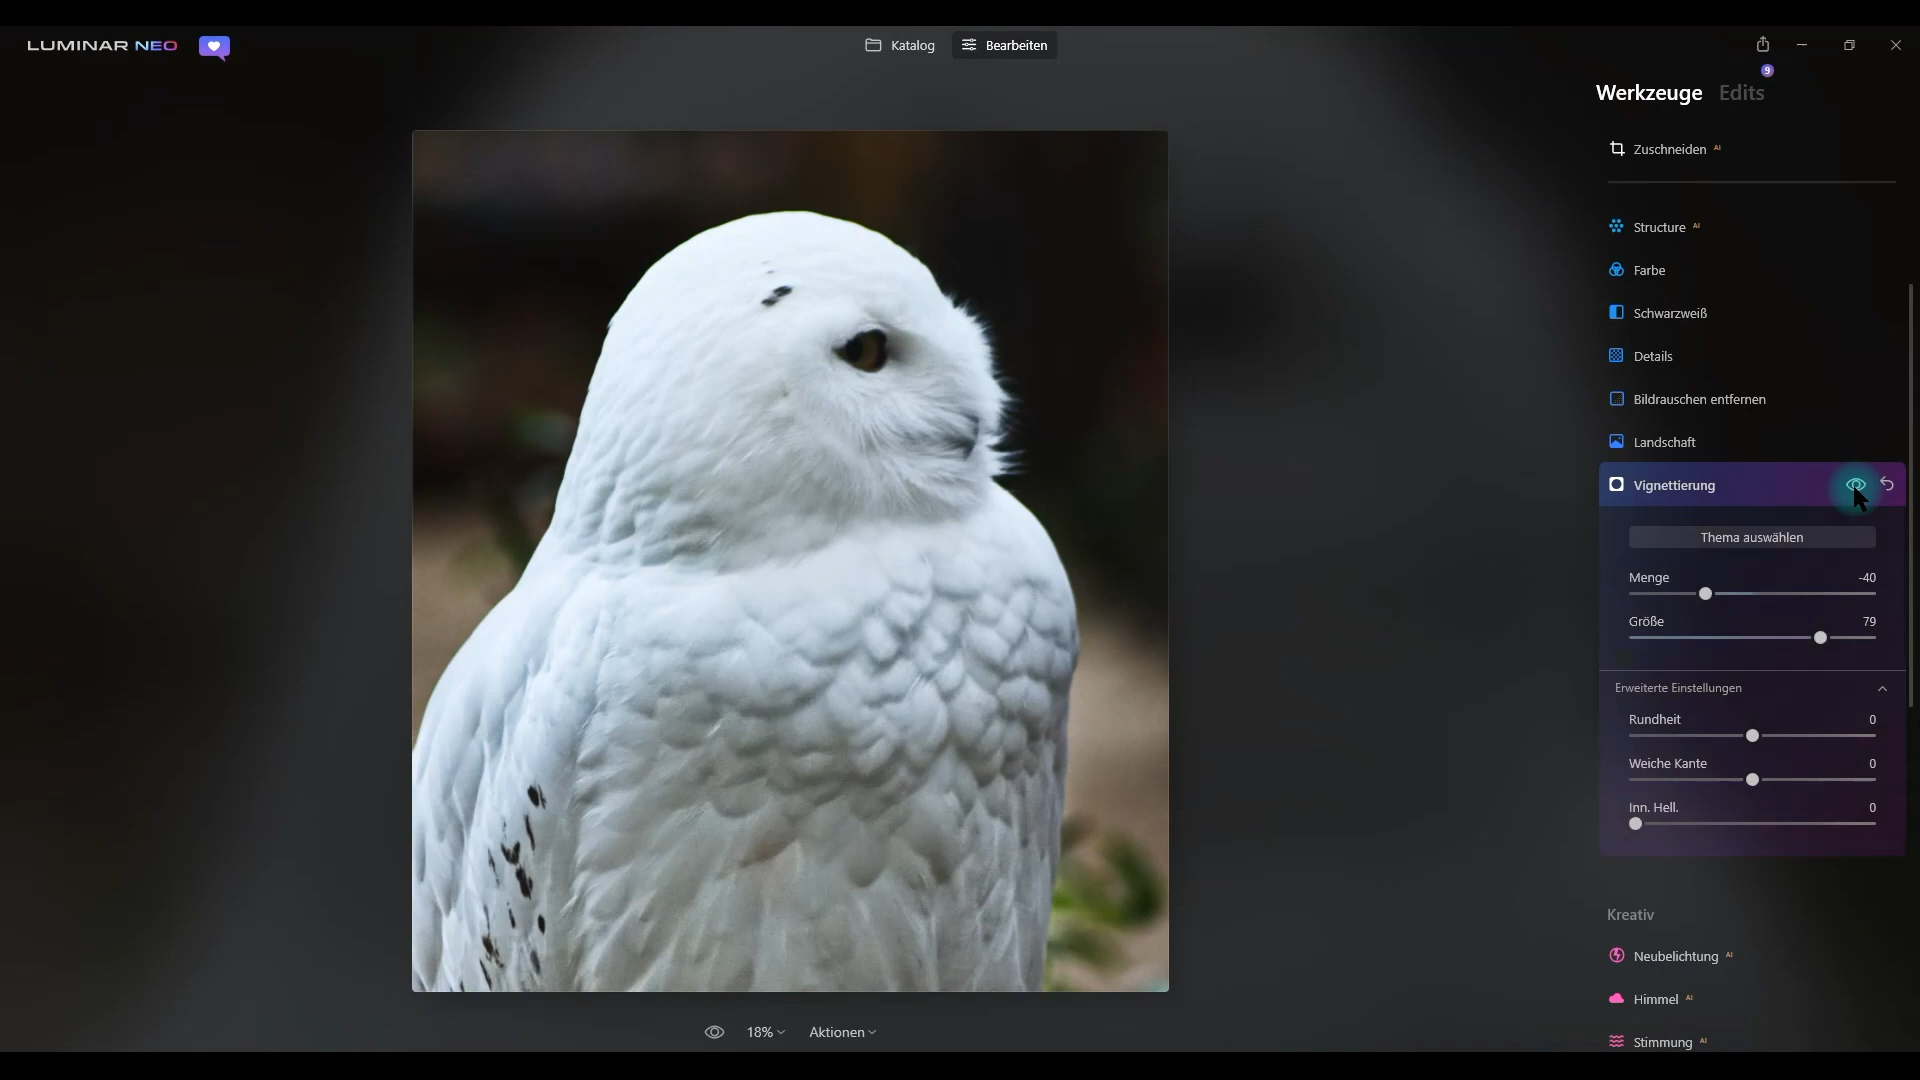 LUMINAR NEO
Katalog
Bearbeiten
9
Werkzeuge Edits
Zuschneiden AI
Structure AI
Farbe
Schwarzweiß
Details
Bildrauschen entfernen
Landschaft
Vignettierung
Thema auswählen
Menge -40
Größe 79
Erweiterte Einstellungen
Rundheit 0
Weiche Kante 0
Inn. Hell. 0
Kreativ
Neubelichtung AI
Himmel AI
Stimmung AI
18%
Aktionen